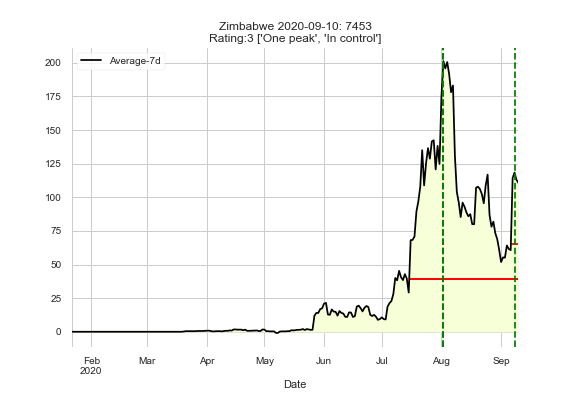 Zimbabwe 2020-09-10: 7453
Rating:3 ['One peak', 'In control']
Average-7d
200
175
150
125
100
75
50
25
0
Feb Mar Apr May Jun Jul Aug Sep
2020
Date